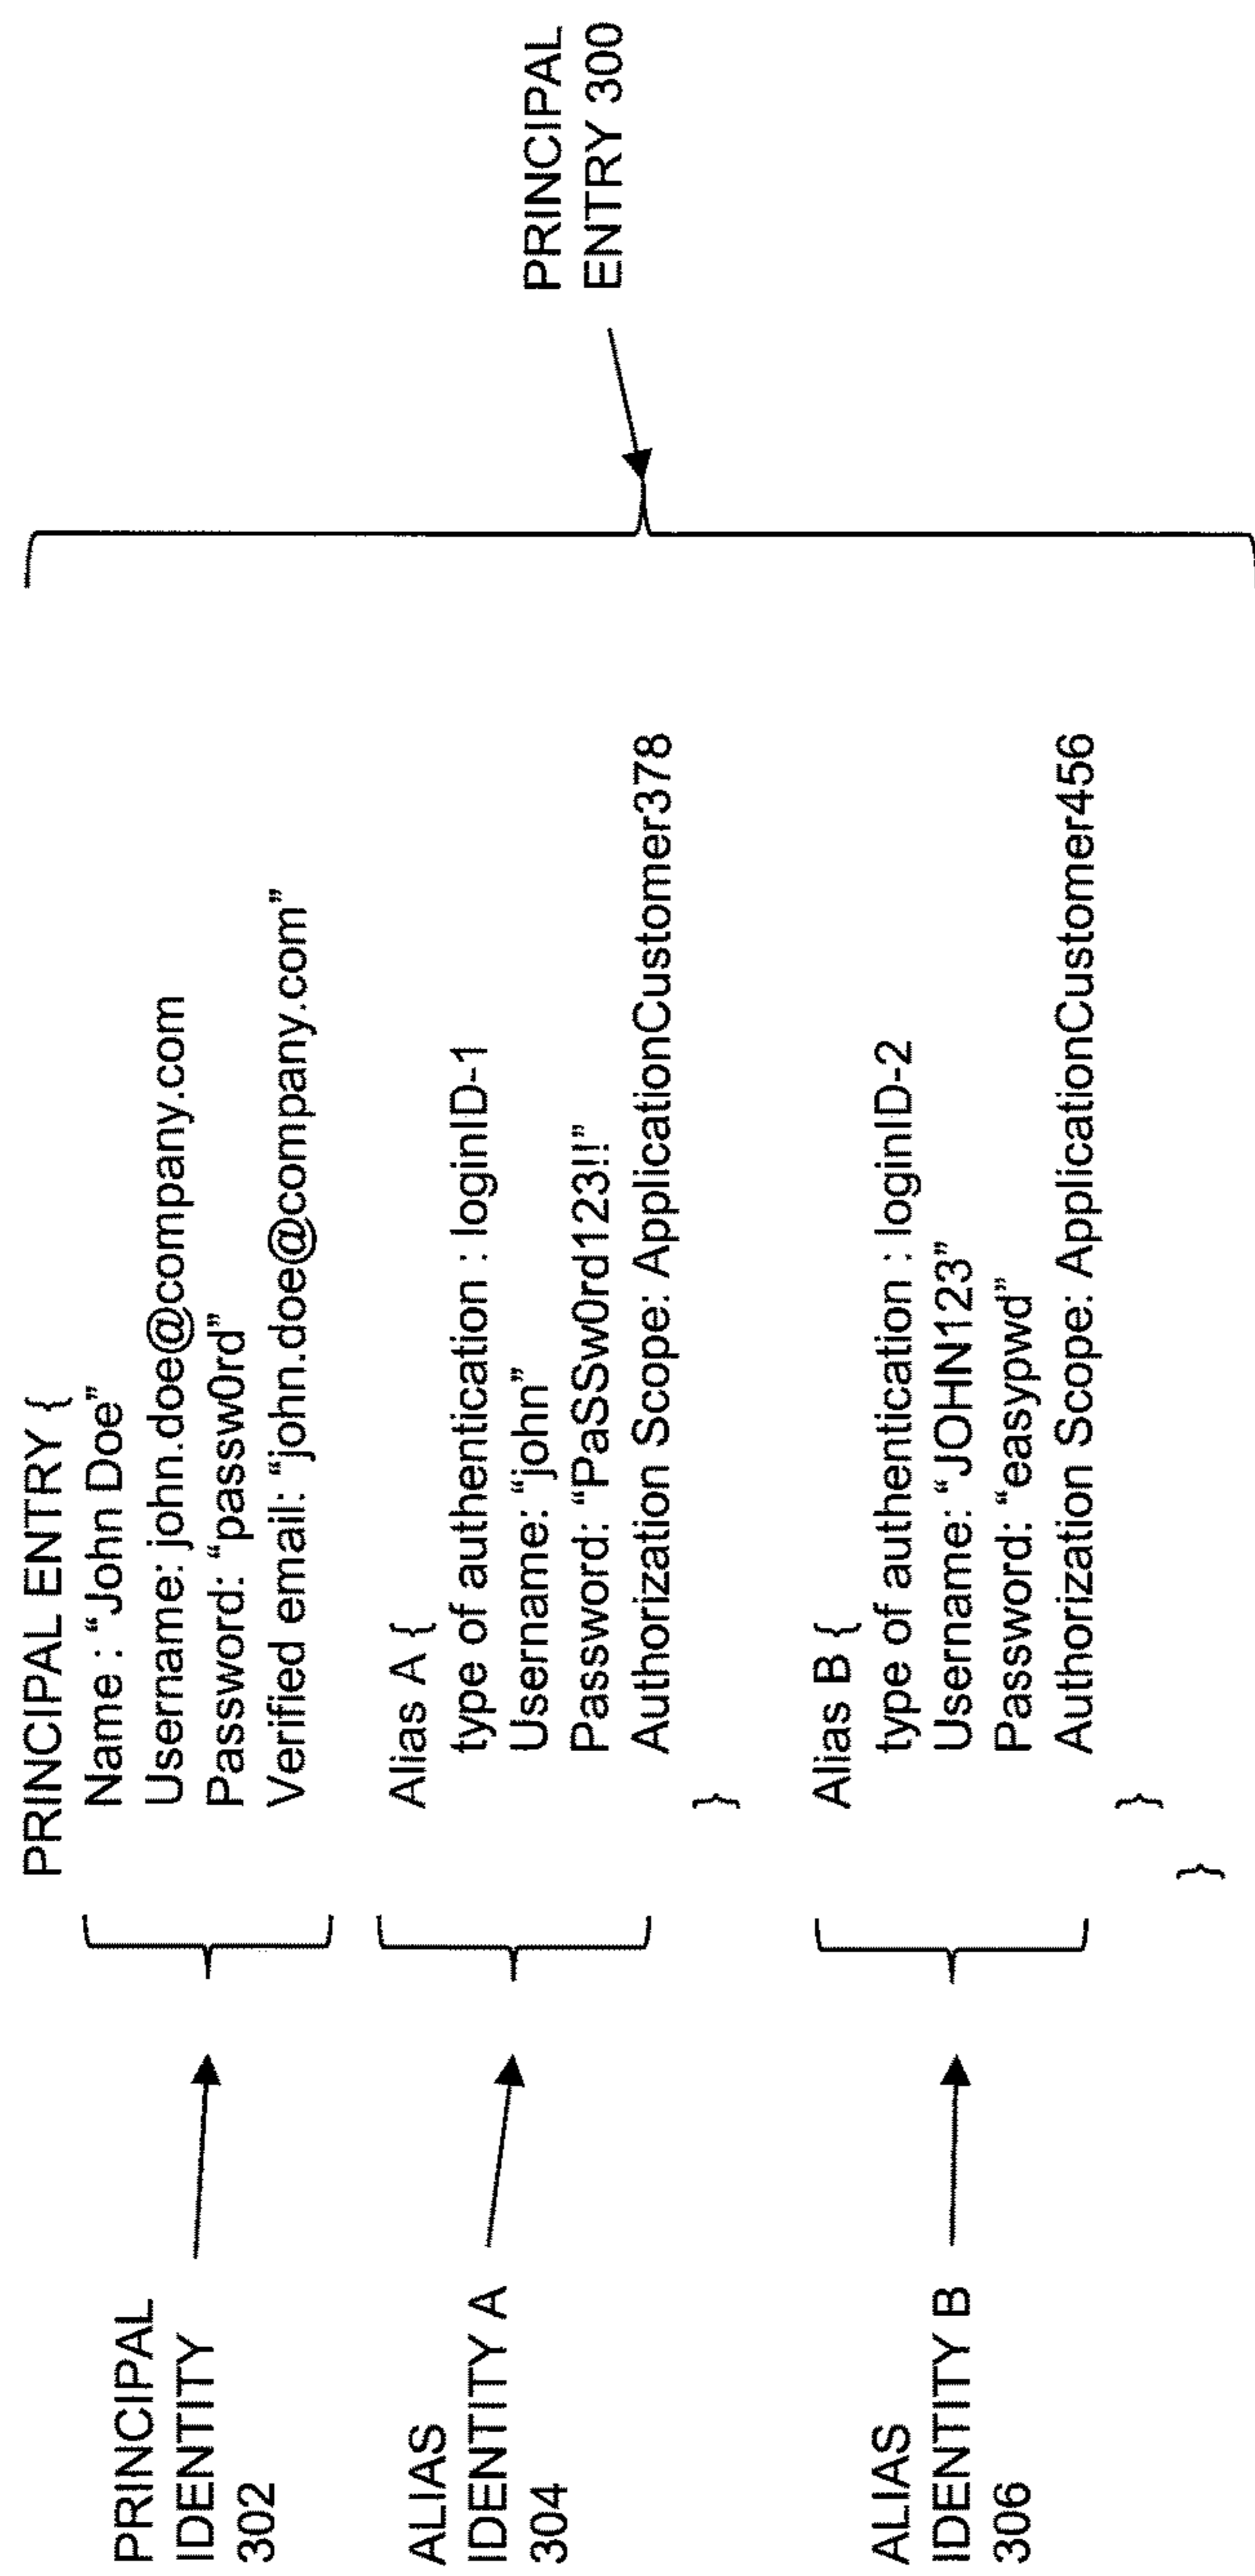 PRINCIPAL ENTRY {
Name : “John Doe”
Username: john.doe@company.com
Password: “passw0rd”
Verified email: “john.doe@company.com”
PRINCIPAL
IDENTITY
302
Alias A {
type of authentication : loginID-1
Username: “john”
Password: “PaSSw0rd123!!”
Authorization Scope: ApplicationCustomer378
}
ALIAS
IDENTITY A
304
Alias B {
type of authentication : loginID-2
Username: “JOHN123”
Password: “easypwd”
Authorization Scope: ApplicationCustomer456
}
}
ALIAS
IDENTITY B
306
PRINCIPAL
ENTRY 300